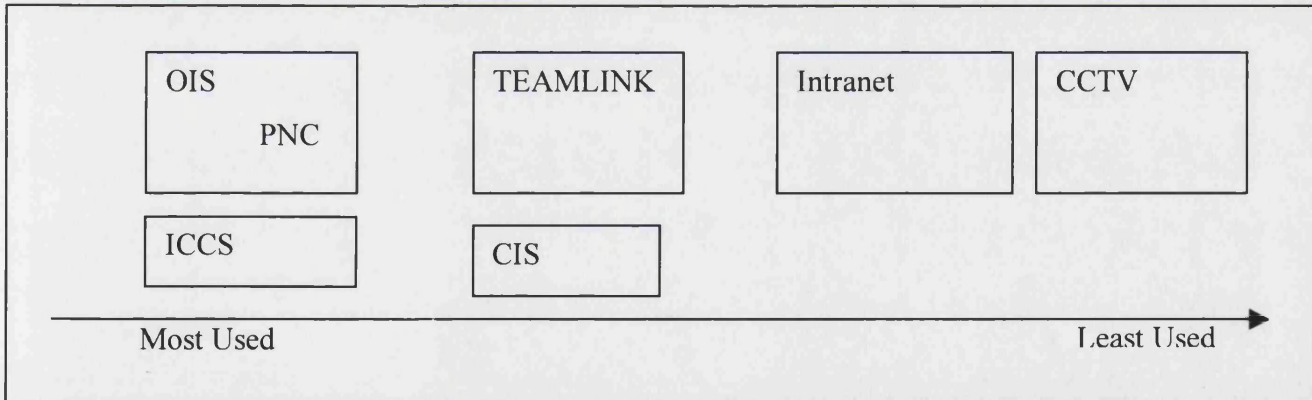 OIS
PNC
TEAMLINK
Intranet
CCTV
ICCS
CIS
Most Used
Least Used